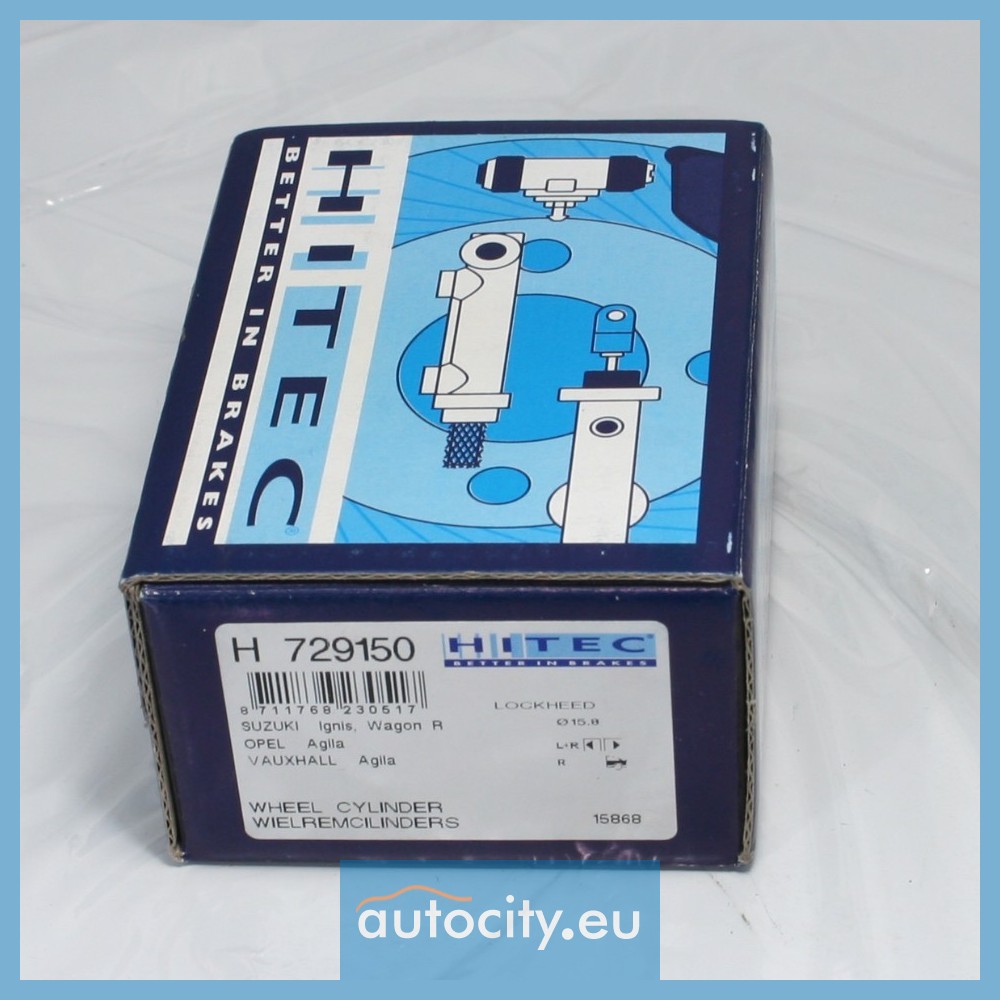 HITEC®
BETTER IN BRAKES
H 729150
HITEC®
BETTER IN BRAKES
8 711768 230517
LOCKHEED
SUZUKI Ignis, Wagon R
Ø15.8
OPEL Agila
L+R
VAUXHALL Agila
R
WHEEL CYLINDER
WIELREMCILINDERS
15868
autocity.eu